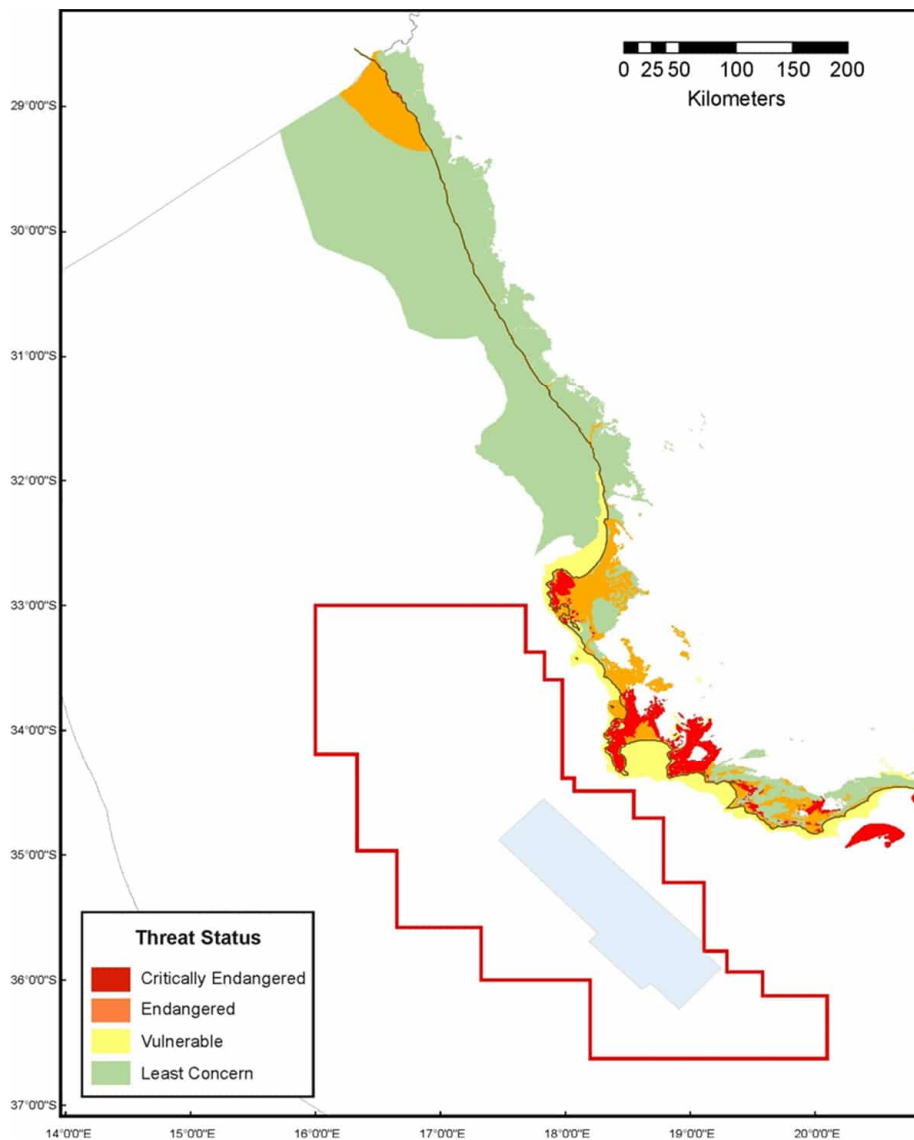 0 25 50 100 150 200
Kilometers
29°0'0"S
30°0'0"S
31°0'0"S
32°0'0"S
33°0'0"S
34°0'0"S
35°0'0"S
36°0'0"S
37°0'0"S
Threat Status
Critically Endangered
Endangered
Vulnerable
Least Concern
14°00'E 15°0'0"E 16°0'0"E 17°0'0"E 18°0'0"E 19°0'0"E 20°0'0"E